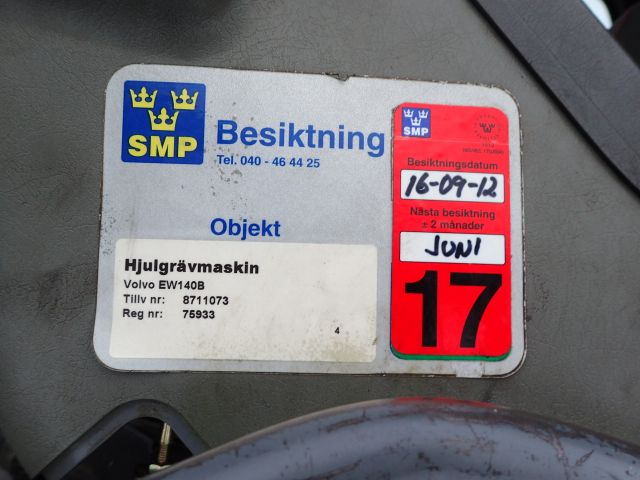 SMP
Besiktning
Tel. 040 - 46 44 25
Objekt
Hjulgrävmaskin
Volvo EW140B
Tillv nr: 8711073
Reg nr: 75933
4
SMP
Besiktningsdatum
16-09-12
Nästa besiktning
± 2 månader
JUNI
17